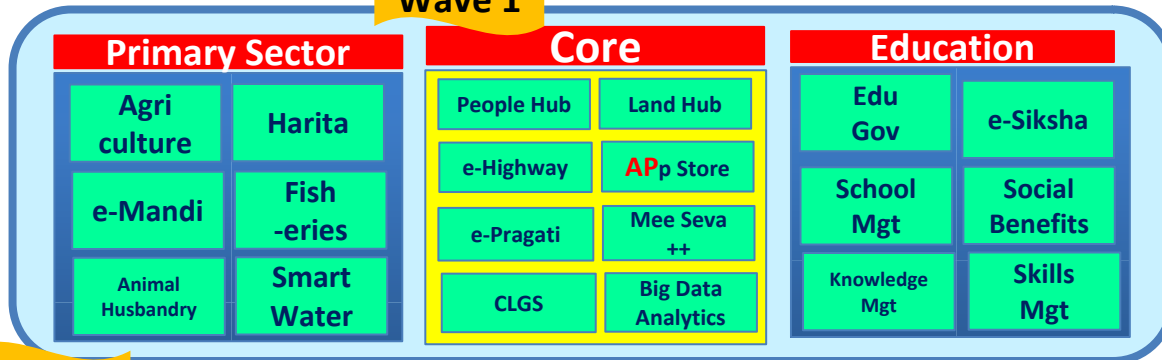 Wave 1
Primary Sector
Agri
culture
Harita
e-Mandi
Fish
-eries
Animal
Husbandry
Smart
Water
Core
People Hub
Land Hub
e-Highway
APp Store
e-Pragati
Mee Seva
++
CLGS
Big Data
Analytics
Education
Edu
Gov
e-Siksha
School
Mgt
Social
Benefits
Knowledge
Mgt
Skills
Mgt